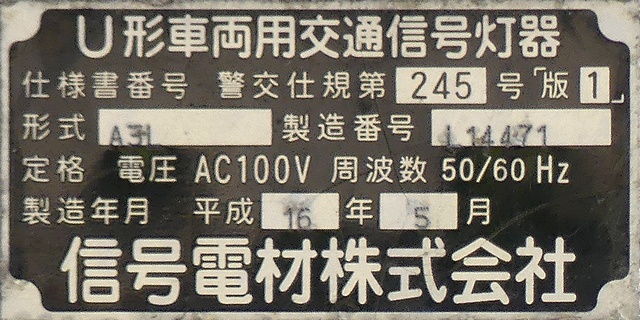 U形車両用交通信号灯器
仕様書番号 警交仕規第 245 号「版 1」
形式 A31 製造番号 L14471
定格 電圧 AC100V 周波数 50/60 Hz
製造年月 平成 16 年 5 月
信号電材株式会社